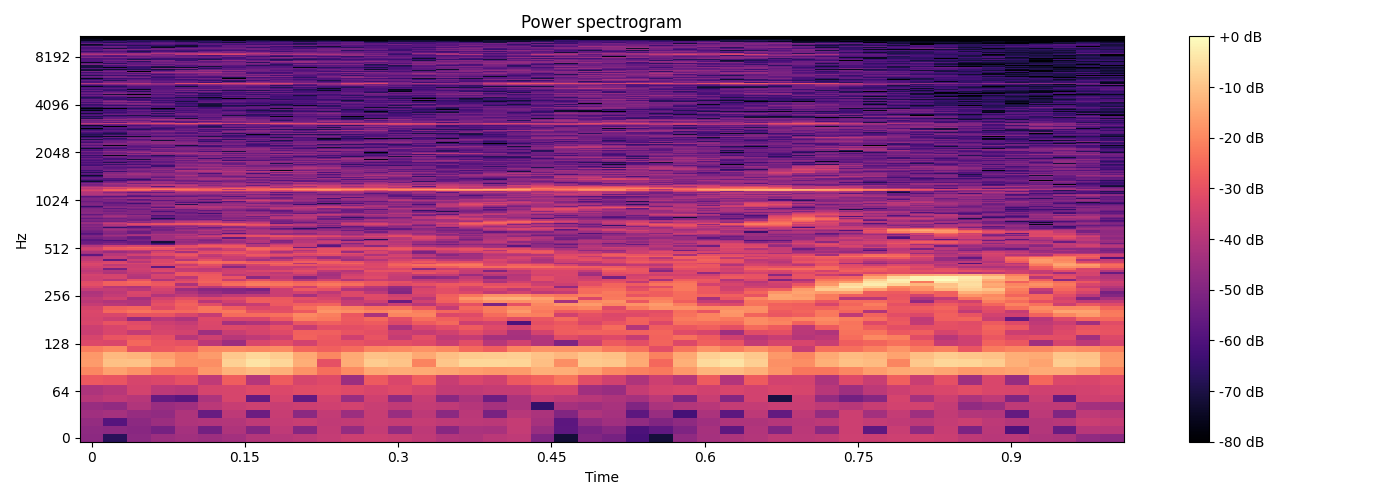 Power spectrogram
Hz
8192
4096
2048
1024
512
256
128
64
0
0 0.15 0.3 0.45 0.6 0.75 0.9
Time
+0 dB
-10 dB
-20 dB
-30 dB
-40 dB
-50 dB
-60 dB
-70 dB
-80 dB